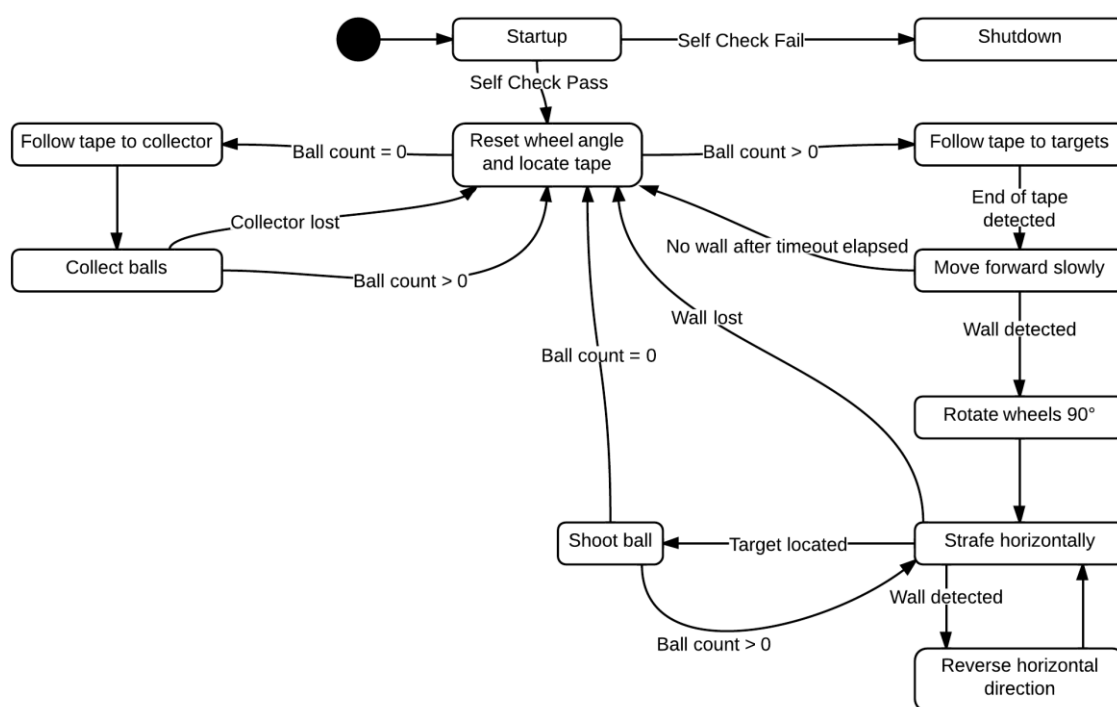 Startup
Self Check Fail
Shutdown
Self Check Pass
Follow tape to collector
Ball count = 0
Reset wheel angle
and locate tape
Ball count > 0
Follow tape to targets
End of tape
detected
Collector lost
No wall after timeout elapsed
Collect balls
Ball count > 0
Move forward slowly
Wall lost
Wall detected
Ball count = 0
Rotate wheels 90°
Shoot ball
Target located
Strafe horizontally
Wall detected
Ball count > 0
Reverse horizontal
direction